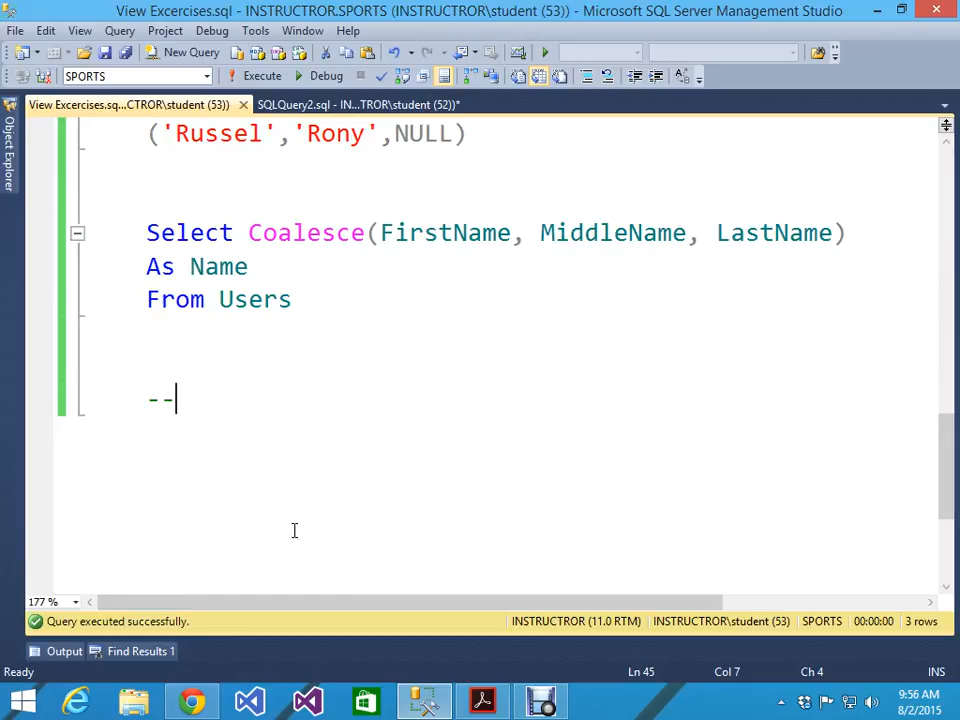 View Excercises.sql - INSTRUCTROR.SPORTS (INSTRUCTROR\student (53)) - Microsoft SQL Server Management Studio
File Edit View Query Project Debug Tools Window Help
New Query
SPORTS Execute Debug
View Excercises.sq...CTROR\student (53)) SQLQuery2.sql - IN...TROR\student (52))*
Object Explorer
('Russel','Rony',NULL)
Select Coalesce(FirstName, MiddleName, LastName)
As Name
From Users
--
177 %
Query executed successfully. INSTRUCTROR (11.0 RTM) INSTRUCTROR\student (53) SPORTS 00:00:00 3 rows
Output Find Results 1
Ready Ln 45 Col 7 Ch 4 INS
9:56 AM
8/2/2015